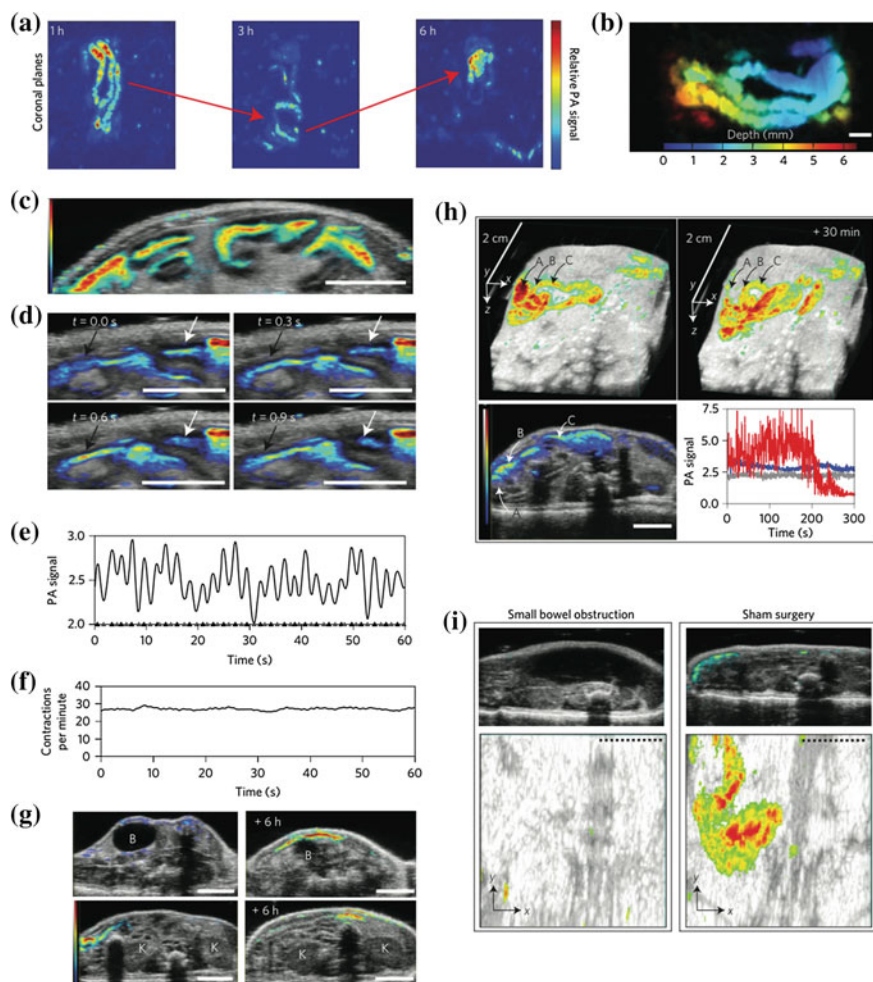 (a)
1 h
3 h
6 h
Coronal planes
Relative PA signal
(b)
Depth (mm)
0 1 2 3 4 5 6
(c)
(d)
t = 0.0 s
t = 0.3 s
t = 0.6 s
t = 0.9 s
(e)
PA signal
3.0
2.5
2.0
0 10 20 30 40 50 60
Time (s)
(f)
Contractions
per minute
40
30
20
10
0
0 10 20 30 40 50 60
Time (s)
(g)
B
+ 6 h
B
K
K
+6 h
K
K
(h)
2 cm
A B C
y
x
z
2 cm
+ 30 min
A B C
y
x
z
B
C
A
PA signal
7.5
5.0
2.5
0.0
0 100 200 300
Time (s)
(i)
Small bowel obstruction
Sham surgery
y
x
y
x